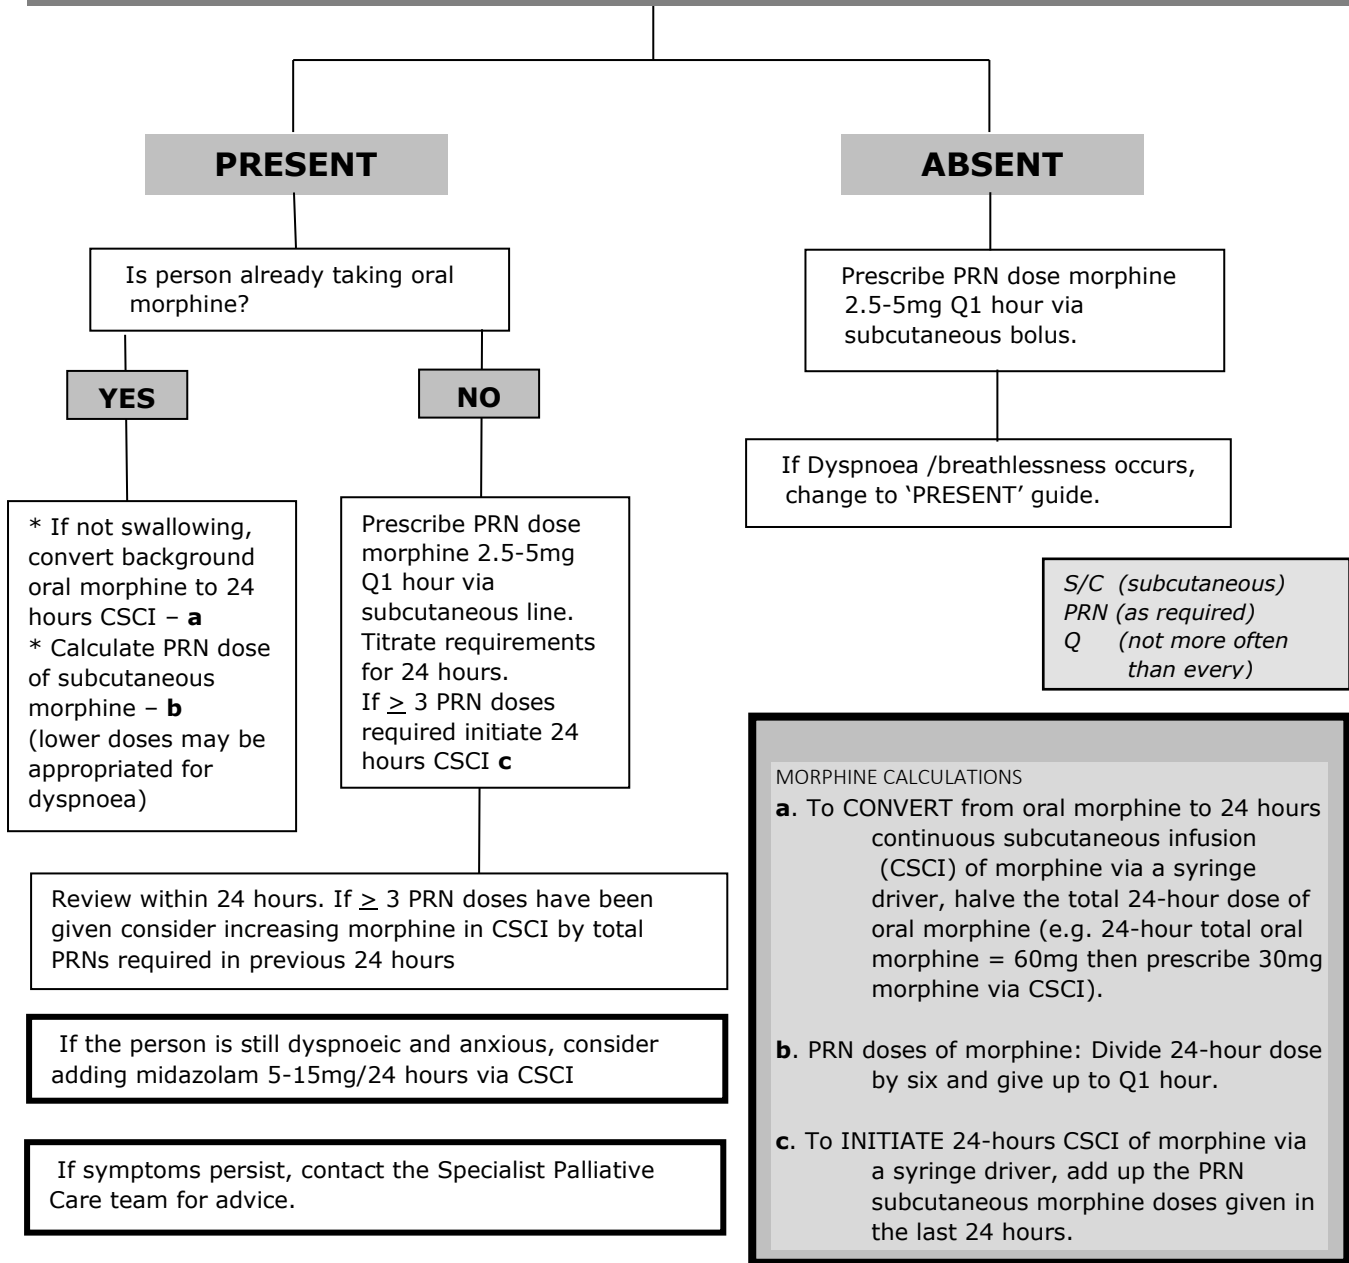 PRESENT
ABSENT
Is person already taking oral
morphine?
Prescribe PRN dose morphine
2.5-5mg Q1 hour via
subcutaneous bolus.
YES
NO
If Dyspnoea /breathlessness occurs,
change to ‘PRESENT’ guide.
* If not swallowing,
convert background
oral morphine to 24
hours CSCI – a
* Calculate PRN dose
of subcutaneous
morphine – b
(lower doses may be
appropriated for
dyspnoea)
Prescribe PRN dose
morphine 2.5-5mg
Q1 hour via
subcutaneous line.
Titrate requirements
for 24 hours.
If ≥ 3 PRN doses
required initiate 24
hours CSCI c
S/C (subcutaneous)
PRN (as required)
Q (not more often
than every)
Review within 24 hours. If ≥ 3 PRN doses have been
given consider increasing morphine in CSCI by total
PRNs required in previous 24 hours
If the person is still dyspnoeic and anxious, consider
adding midazolam 5-15mg/24 hours via CSCI
If symptoms persist, contact the Specialist Palliative
Care team for advice.
MORPHINE CALCULATIONS
a. To CONVERT from oral morphine to 24 hours
continuous subcutaneous infusion
(CSCI) of morphine via a syringe
driver, halve the total 24-hour dose of
oral morphine (e.g. 24-hour total oral
morphine = 60mg then prescribe 30mg
morphine via CSCI).
b. PRN doses of morphine: Divide 24-hour dose
by six and give up to Q1 hour.
c. To INITIATE 24-hours CSCI of morphine via
a syringe driver, add up the PRN
subcutaneous morphine doses given in
the last 24 hours.